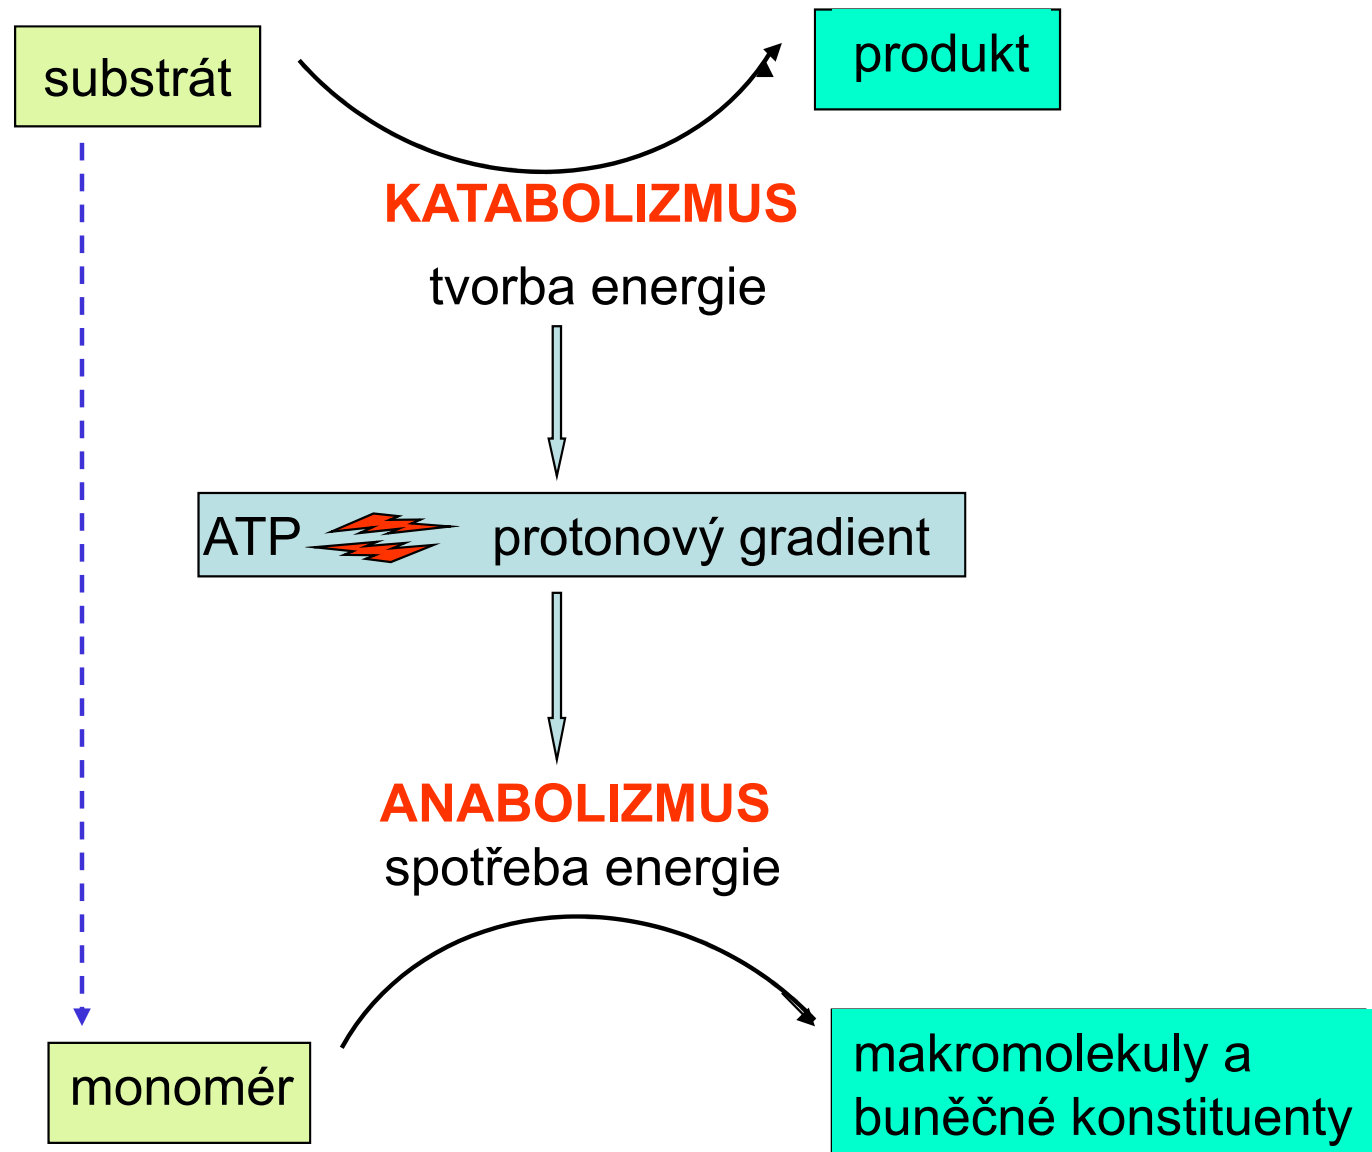 substrát
produkt
KATABOLIZMUS
tvorba energie
ATP protonový gradient
ANABOLIZMUS
spotřeba energie
monomér
makromolekuly a
buněčné konstituenty